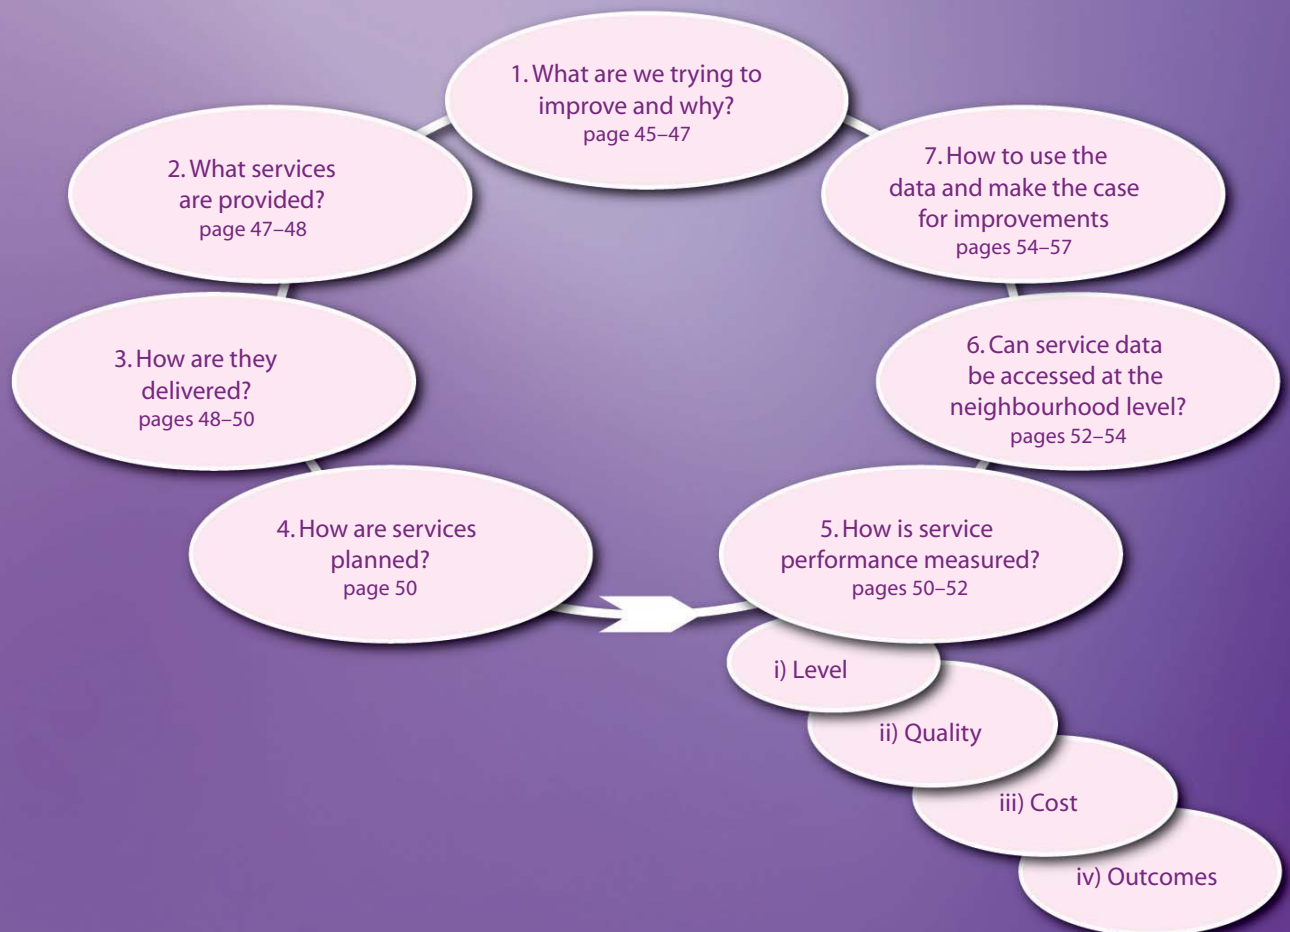 1. What are we trying to
improve and why?
page 45–47
2. What services
are provided?
page 47–48
3. How are they
delivered?
pages 48–50
4. How are services
planned?
page 50
5. How is service
performance measured?
pages 50–52
i) Level
ii) Quality
iii) Cost
iv) Outcomes
6. Can service data
be accessed at the
neighbourhood level?
pages 52–54
7. How to use the
data and make the case
for improvements
pages 54–57